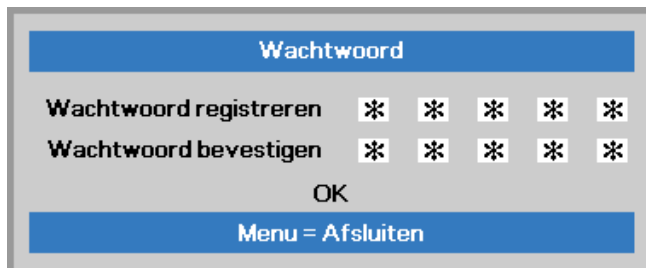 Wachtwoord
Wachtwoord registreren * * * * *
Wachtwoord bevestigen * * * * *
OK
Menu = Afsluiten